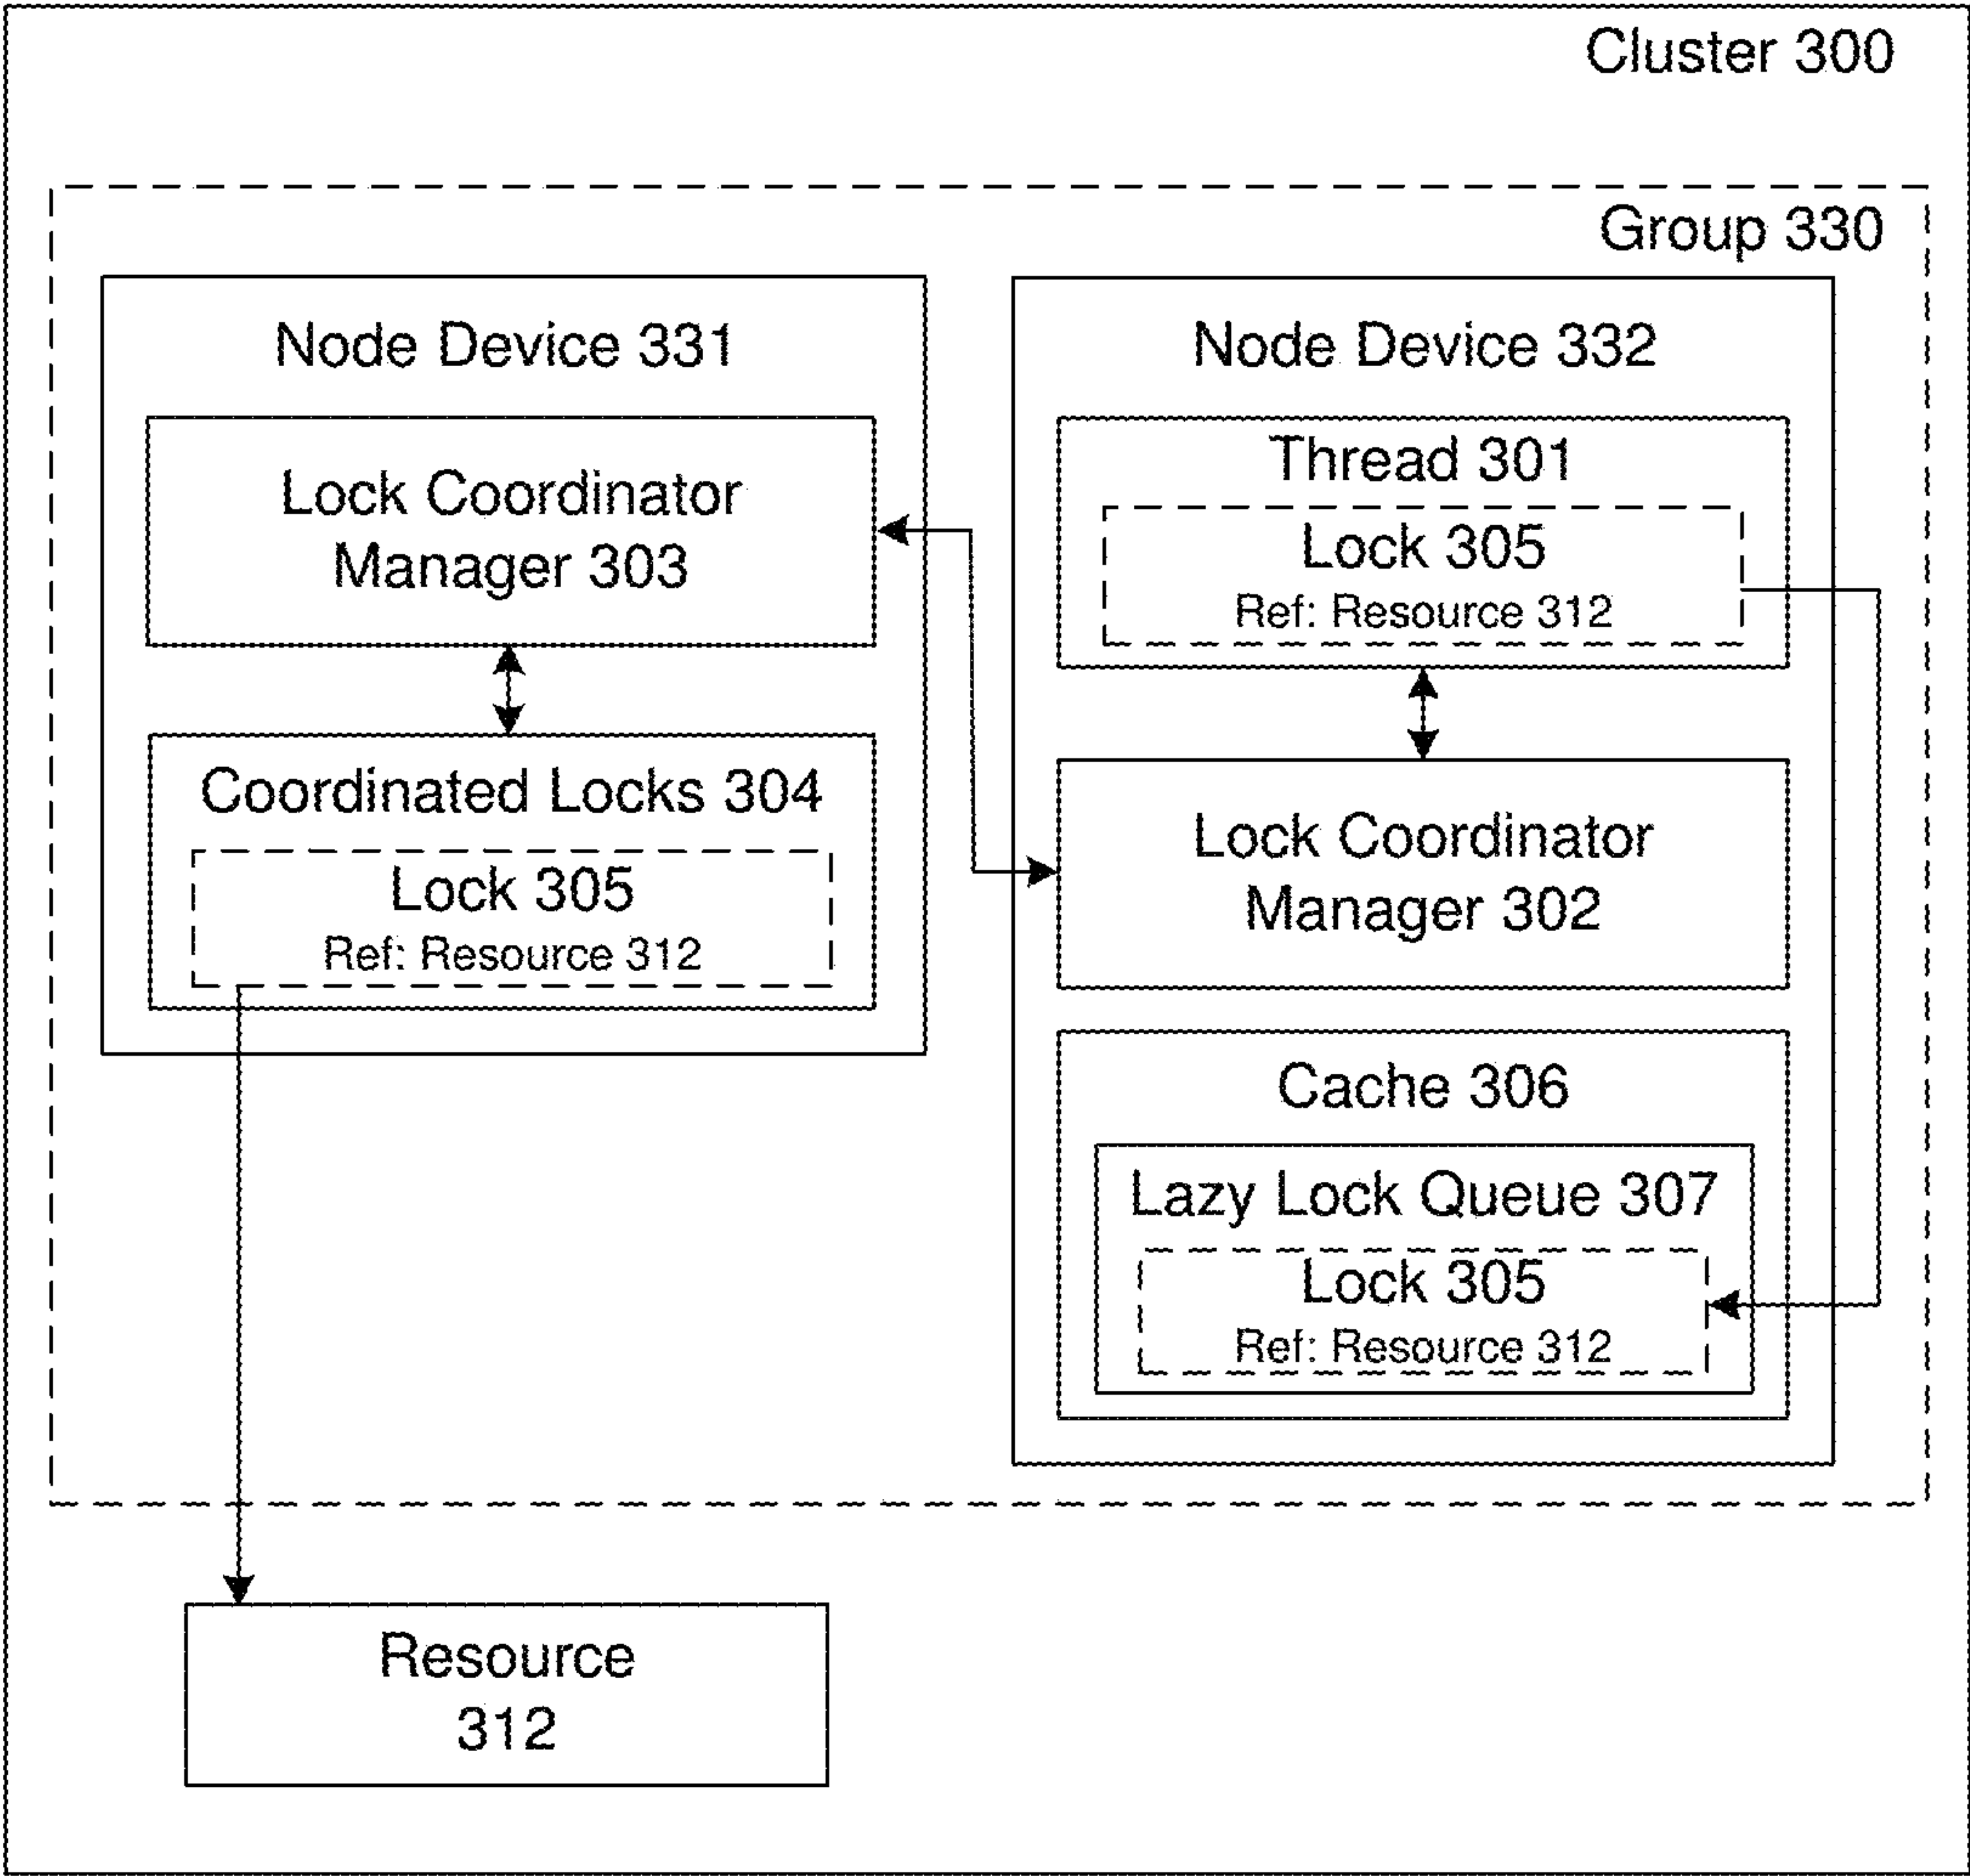 Cluster 300
Group 330
Node Device 331
Lock Coordinator
Manager 303
Coordinated Locks 304
Lock 305
Ref: Resource 312
Node Device 332
Thread 301
Lock 305
Ref: Resource 312
Lock Coordinator
Manager 302
Cache 306
Lazy Lock Queue 307
Lock 305
Ref: Resource 312
Resource
312